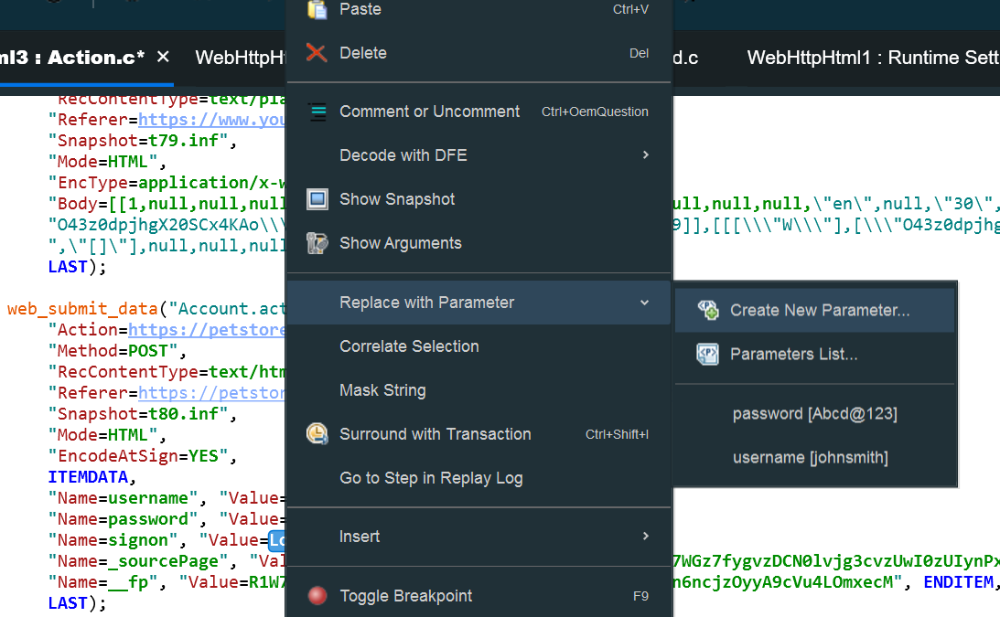 Paste Ctrl+V
Delete Del
nl3 : Action.c* × WebHttpHt d.c WebHttpHtml1 : Runtime Sett
Comment or Uncomment Ctrl+OemQuestion
Decode with DFE
Show Snapshot
Show Arguments
Replace with Parameter
Correlate Selection
Mask String
Surround with Transaction Ctrl+Shift+I
Go to Step in Replay Log
Insert
Toggle Breakpoint F9
Create New Parameter...
Parameters List...
password [Abcd@123]
username [johnsmith]
"RecContentType=text/pla
"Referer=https://www.you
"Snapshot=t79.inf",
"Mode=HTML",
"EncType=application/x-w
"Body=[[1,null,null,null ull,null,null,\"en\",null,\"30\",
"O43z0dpjhgX20SCx4KAo\\\ 9]],[[[\\\"W\\\"],[\\\"O43z0dpjhg
",\"[]\"],null,null,null
LAST);
web_submit_data("Account.act
"Action=https://petstore
"Method=POST",
"RecContentType=text/htm
"Referer=https://petstor
"Snapshot=t80.inf",
"Mode=HTML",
"EncodeAtSign=YES",
ITEMDATA,
"Name=username", "Value=
"Name=password", "Value=
"Name=signon", "Value=Lo
"Name=_sourcePage", "Val 7WGz7fygvzDCN0lvjg3cvzUwI0zUIynPx
"Name=__fp", "Value=R1W7 n6ncjzOyyA9cVu4LOmxecM", ENDITEM,
LAST);